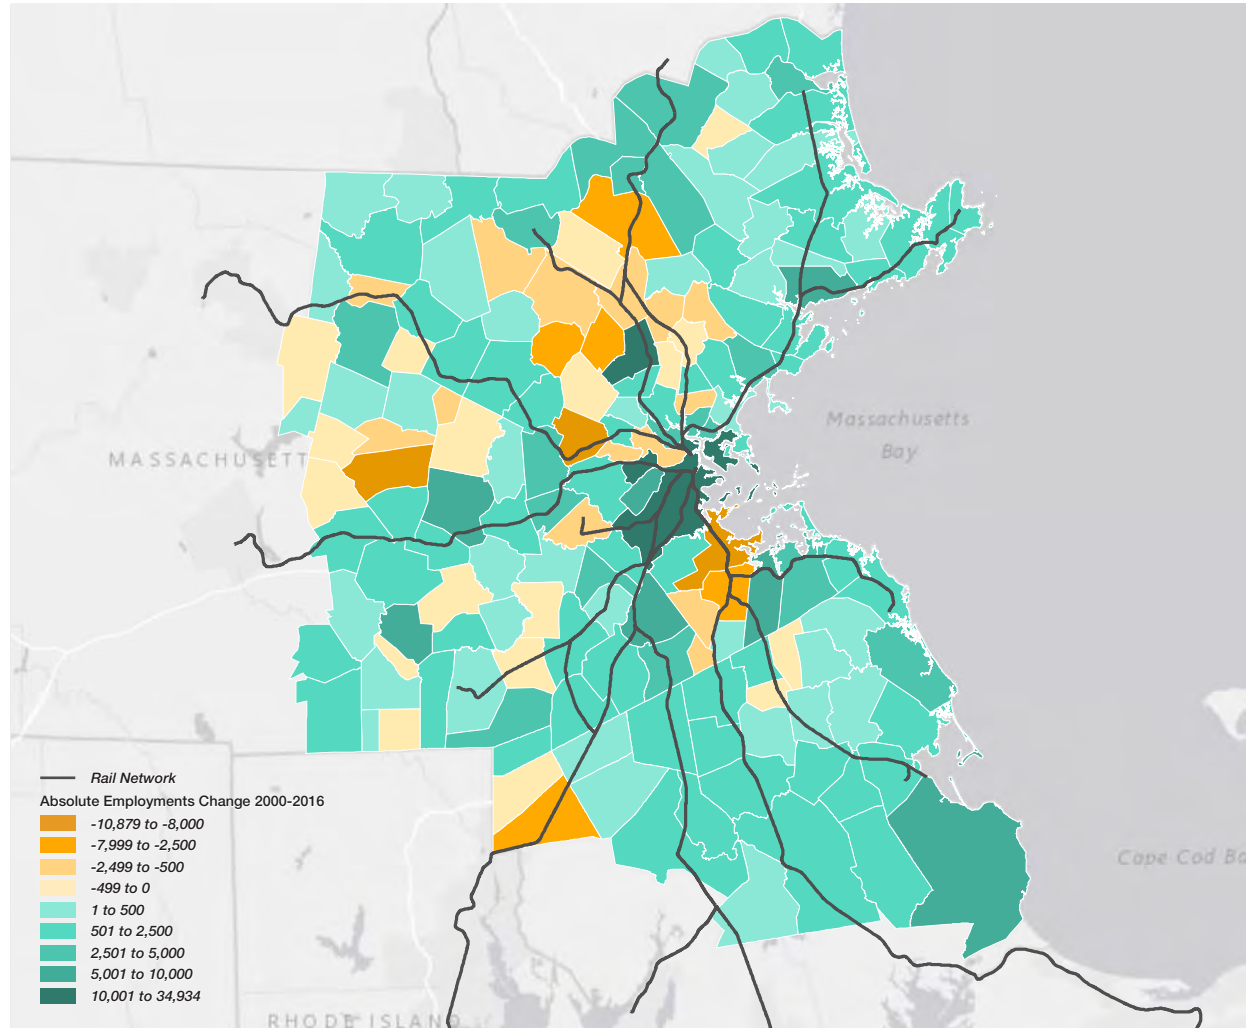 Massachusetts
Bay
MASSACHUSETT
Rail Network
Absolute Employments Change 2000-2016
-10,879 to -8,000
-7,999 to -2,500
-2,499 to -500
-499 to 0
1 to 500
501 to 2,500
2,501 to 5,000
5,001 to 10,000
10,001 to 34,934
Cape Cod Ba
RHODE ISLAND